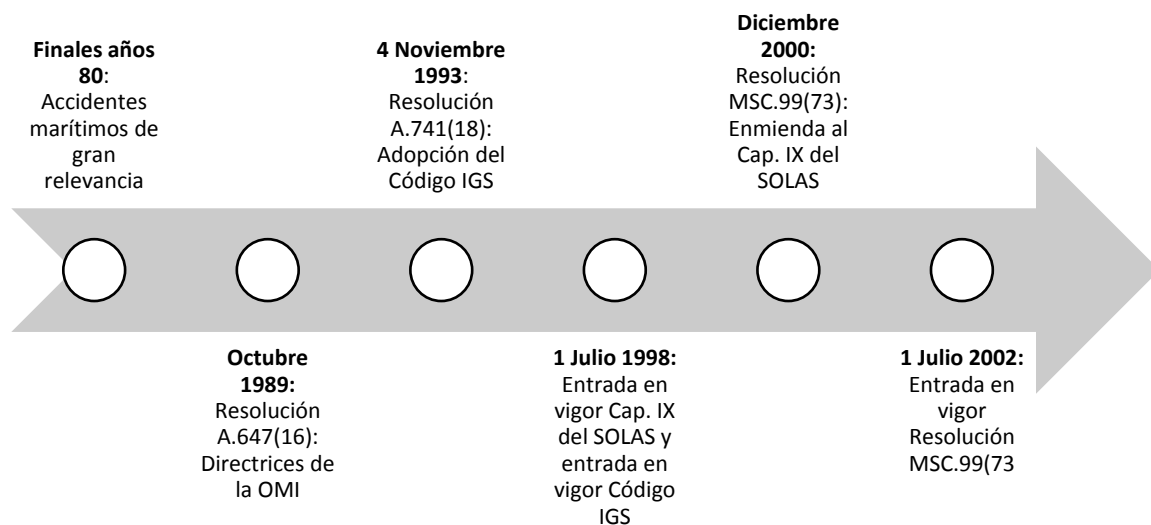 Finales años
80:
Accidentes
marítimos de
gran
relevancia
Octubre
1989:
Resolución
A.647(16):
Directrices de
la OMI
4 Noviembre
1993:
Resolución
A.741(18):
Adopción del
Código IGS
1 Julio 1998:
Entrada en
vigor Cap. IX
del SOLAS y
entrada en
vigor Código
IGS
Diciembre
2000:
Resolución
MSC.99(73):
Enmienda al
Cap. IX del
SOLAS
1 Julio 2002:
Entrada en
vigor
Resolución
MSC.99(73